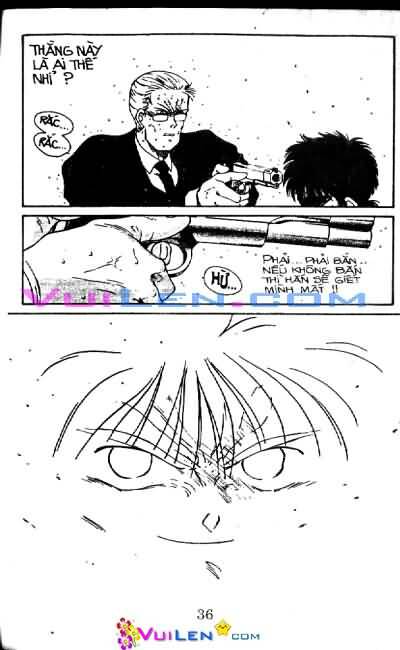 THẰNG NÀY
LÀ AI THẾ
NHỈ ?
RẮC...
RẮC...
HỪ...
PHẢI... PHẢI BẮN..
NẾU KHÔNG BẮN
THÌ HẮN SẼ GIẾT
MÌNH MẤT !!
VUILEN.COM
36
VUILEN.COM